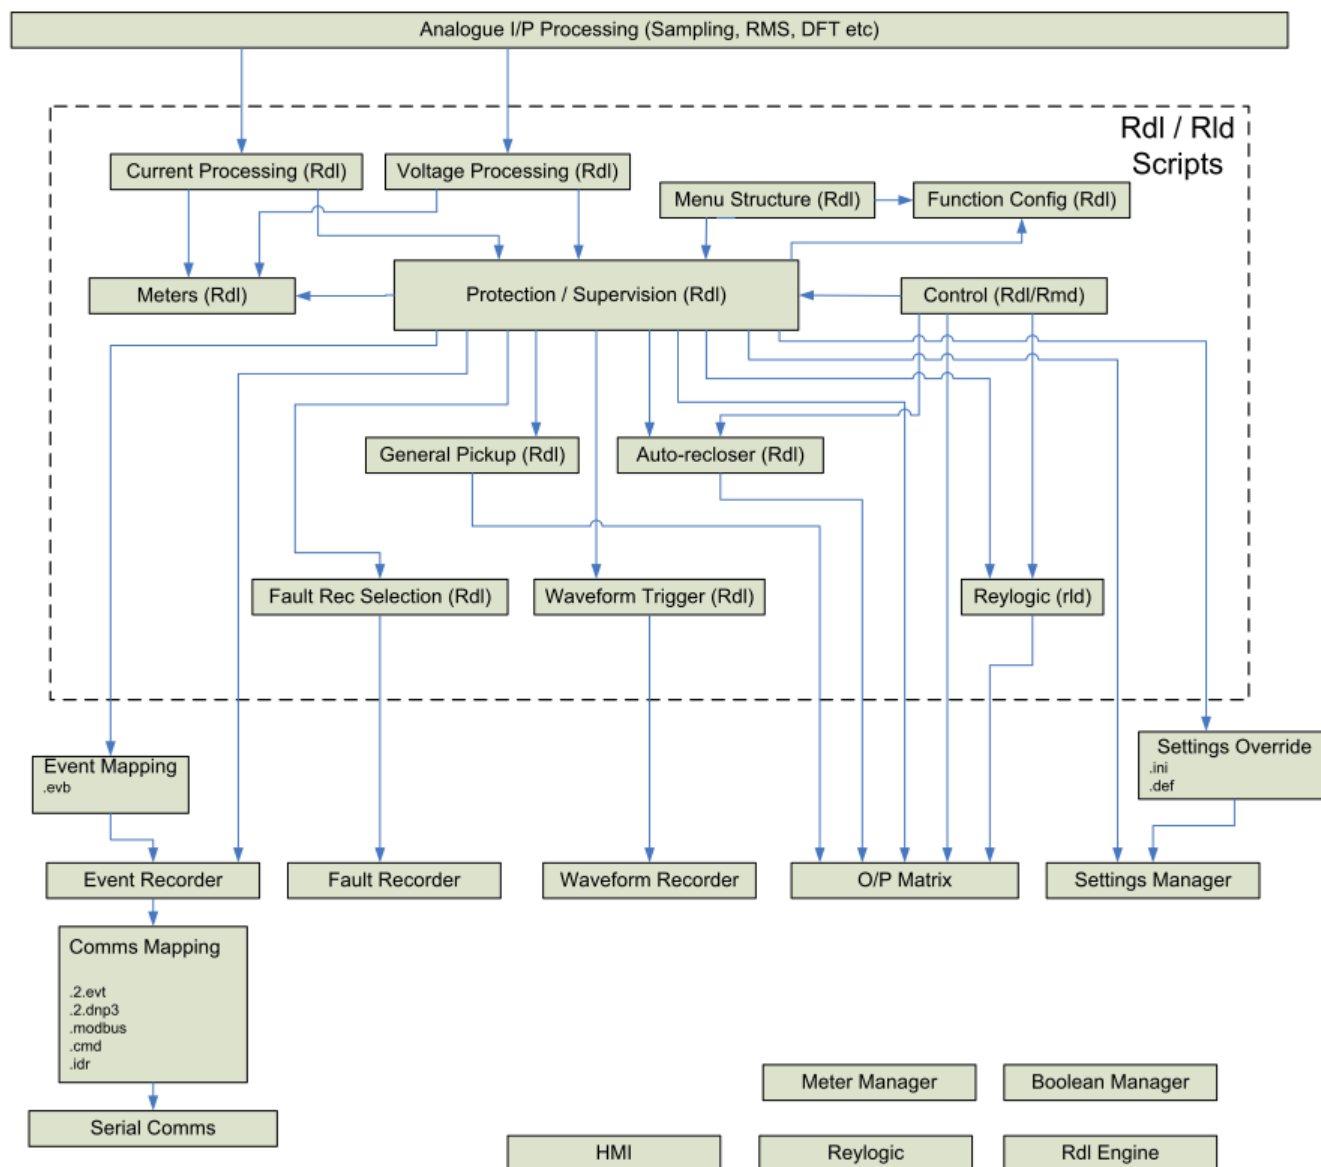 Analogue I/P Processing (Sampling, RMS, DFT etc)
Rdl / Rld
Scripts
Current Processing (Rdl)
Voltage Processing (Rdl)
Menu Structure (Rdl)
Function Config (Rdl)
Meters (Rdl)
Protection / Supervision (Rdl)
Control (Rdl/Rmd)
General Pickup (Rdl)
Auto-recloser (Rdl)
Fault Rec Selection (Rdl)
Waveform Trigger (Rdl)
Reylogic (rld)
Event Mapping
.evb
Settings Override
.ini
.def
Event Recorder
Fault Recorder
Waveform Recorder
O/P Matrix
Settings Manager
Comms Mapping
.2.evt
.2.dnp3
.modbus
.cmd
.idr
Meter Manager
Boolean Manager
Serial Comms
HMI
Reylogic
Rdl Engine